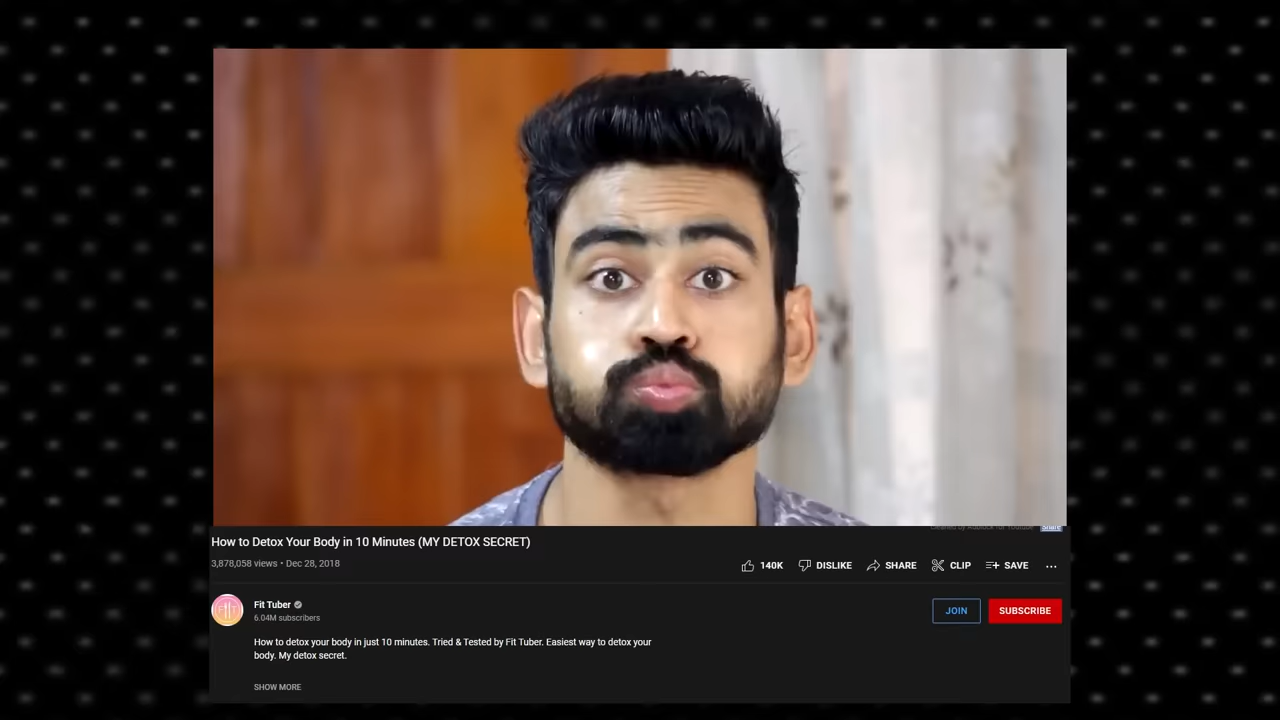 Share
How to Detox Your Body in 10 Minutes (MY DETOX SECRET)
3,878,058 views • Dec 28, 2018
140K DISLIKE SHARE CLIP SAVE ...
FIT
Fit Tuber
6.04M subscribers
JOIN SUBSCRIBE
How to detox your body in just 10 minutes. Tried & Tested by Fit Tuber. Easiest way to detox your
body. My detox secret.
SHOW MORE